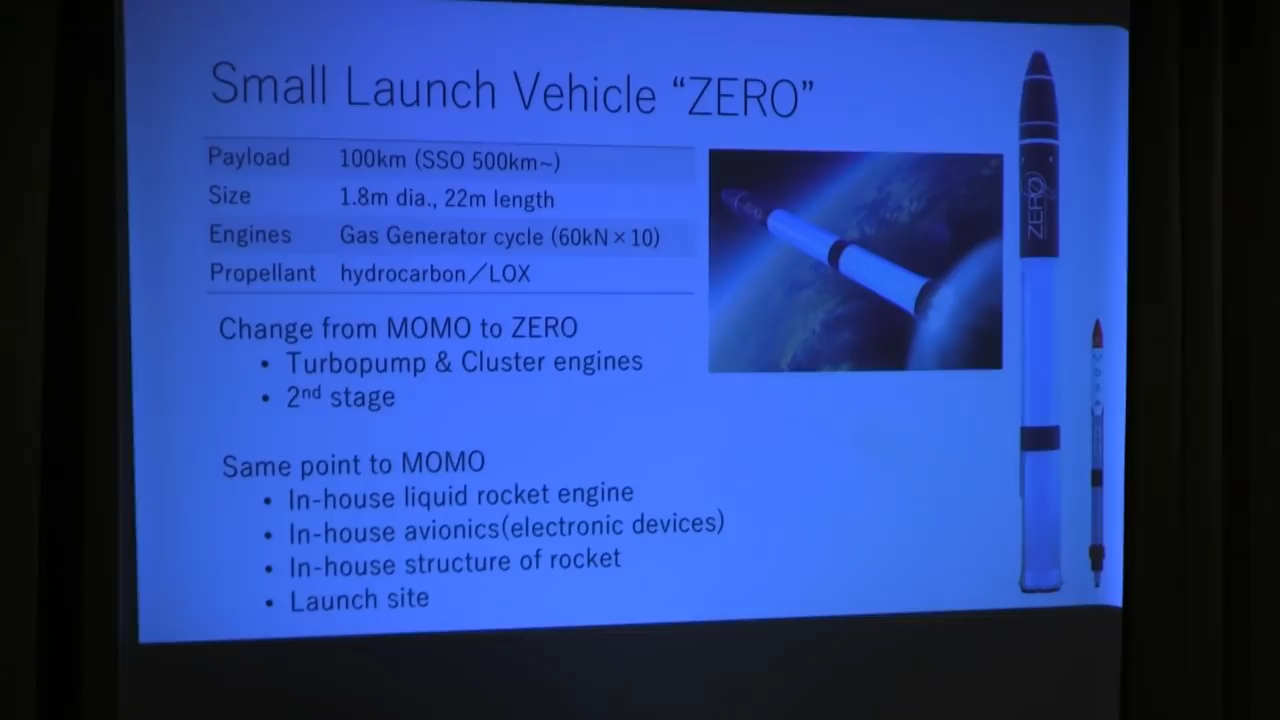 Small Launch Vehicle “ZERO”
Payload 100km (SSO 500km~)
Size 1.8m dia., 22m length
Engines Gas Generator cycle (60kN×10)
Propellant hydrocarbon／LOX
Change from MOMO to ZERO
• Turbopump & Cluster engines
• 2nd stage
Same point to MOMO
• In-house liquid rocket engine
• In-house avionics(electronic devices)
• In-house structure of rocket
• Launch site
ZERO